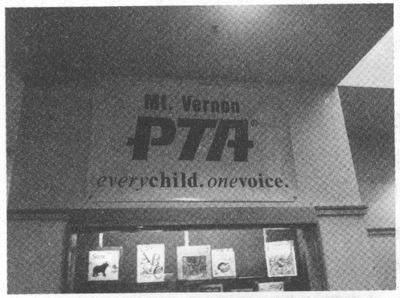 Mt. Vernon
PTA®
everychild.onevoice.